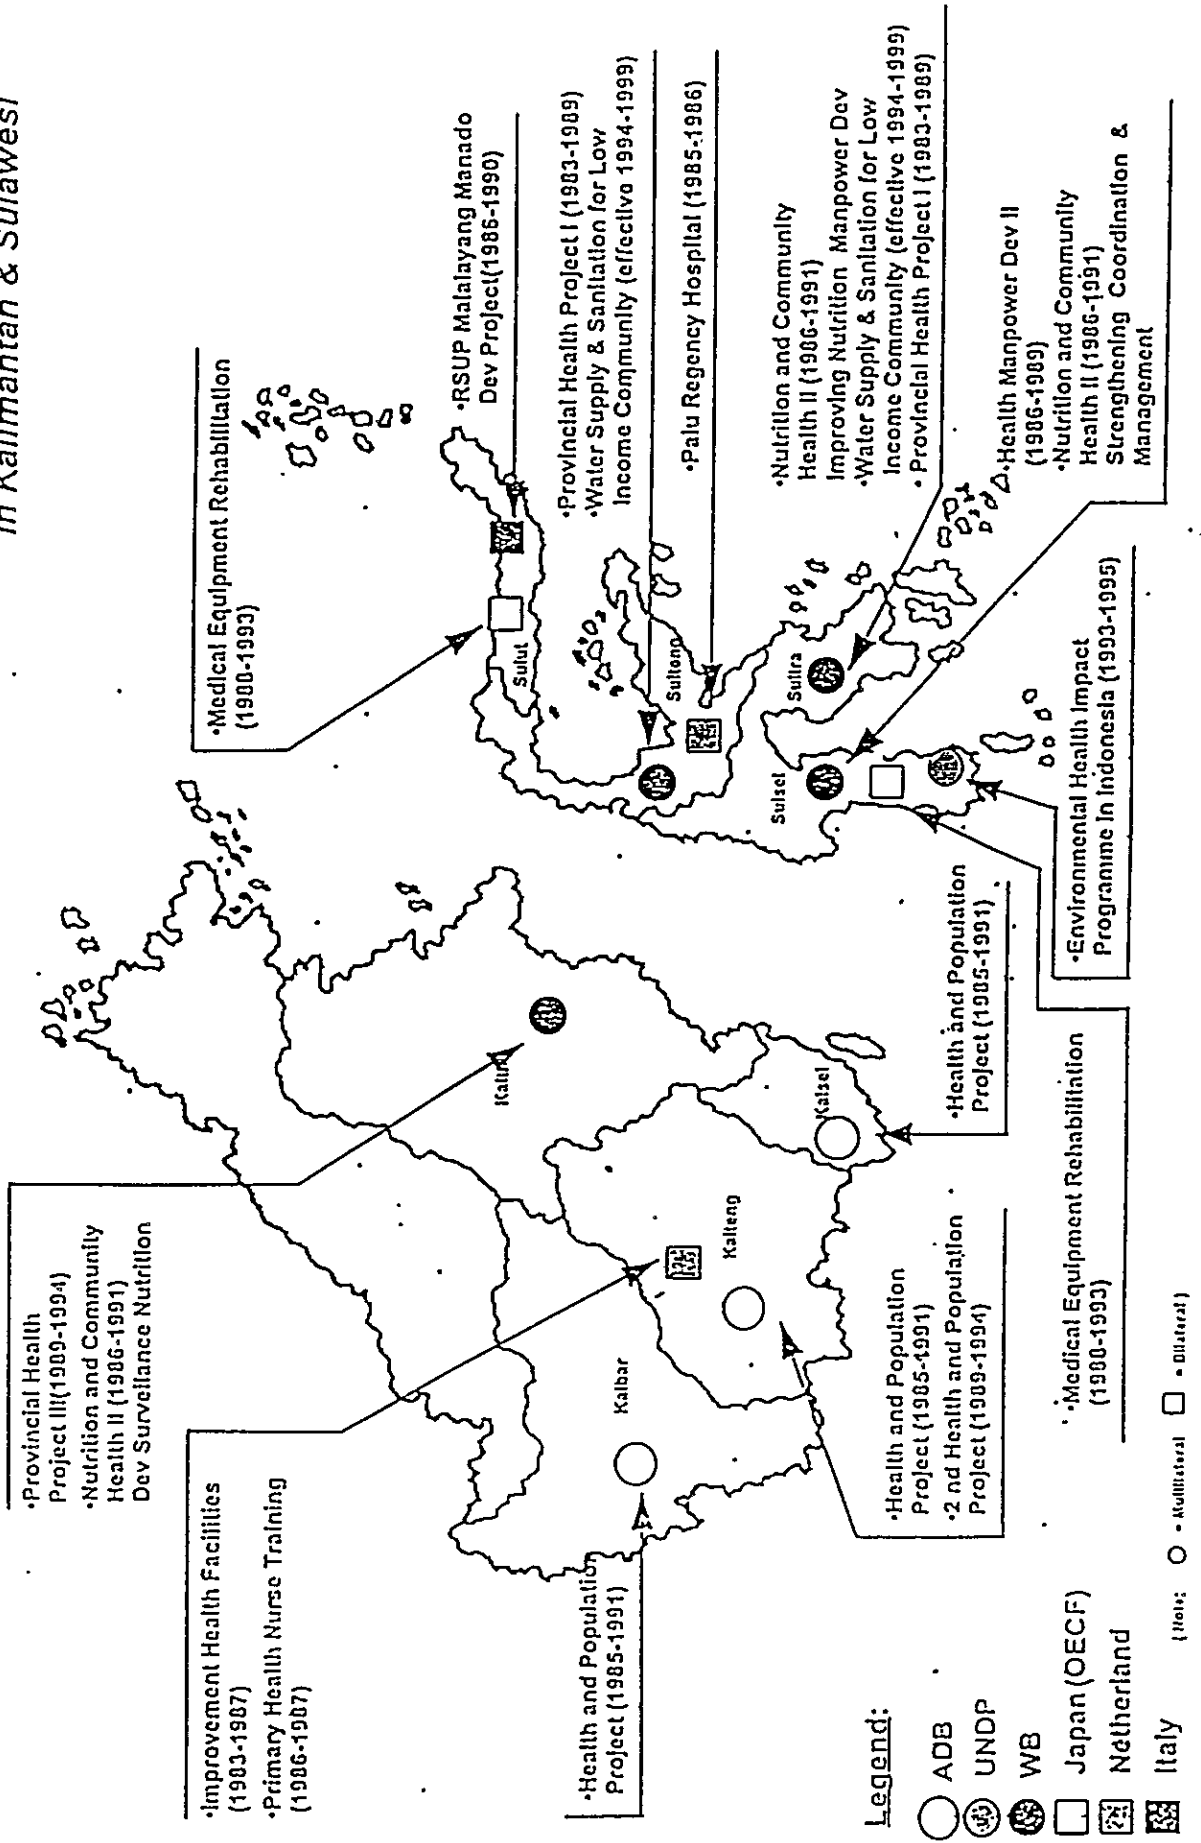 in Kalimantan & Sulawesi
•Provincial Health
Project III(1989-1994)
•Nutrition and Community
Health II (1986-1991)
Dev Surveilance Nutrition
•Improvement Health Facilities
(1983-1987)
•Primary Health Nurse Training
(1986-1987)
•Health and Population
Project (1985-1991)
•Medical Equipment Rehabilitation
(1988-1993)
•RSUP Malalayang Manado
Dev Project(1986-1990)
•Provincial Health Project I (1983-1989)
•Water Supply & Sanitation for Low
Income Community (effective 1994-1999)
•Palu Regency Hospital (1985-1986)
•Nutrition and Community
Health II (1986-1991)
Improving Nutrition Manpower Dev
•Water Supply & Sanitation for Low
Income Community (effective 1994-1999)
•Provincial Health Project I (1983-1989)
•Health Manpower Dev II
(1986-1989)
•Nutrition and Community
Health II (1986-1991)
Strengthening Coordination &
Management
•Environmental Health Impact
Programme In Indonesia (1993-1995)
•Health and Population
Project (1985-1991)
•Medical Equipment Rehabilitation
(1988-1993)
•Health and Population
Project (1985-1991)
•2 nd Health and Population
Project (1989-1994)
Kalbar
Kalteng
Kalsel
Sulut
Sulteng
Sultra
Sulsel
Legend:
ADB
UNDP
WB
Japan (OECF)
Netherland
Italy
(Note: O - Multilateral □ - Bilateral)